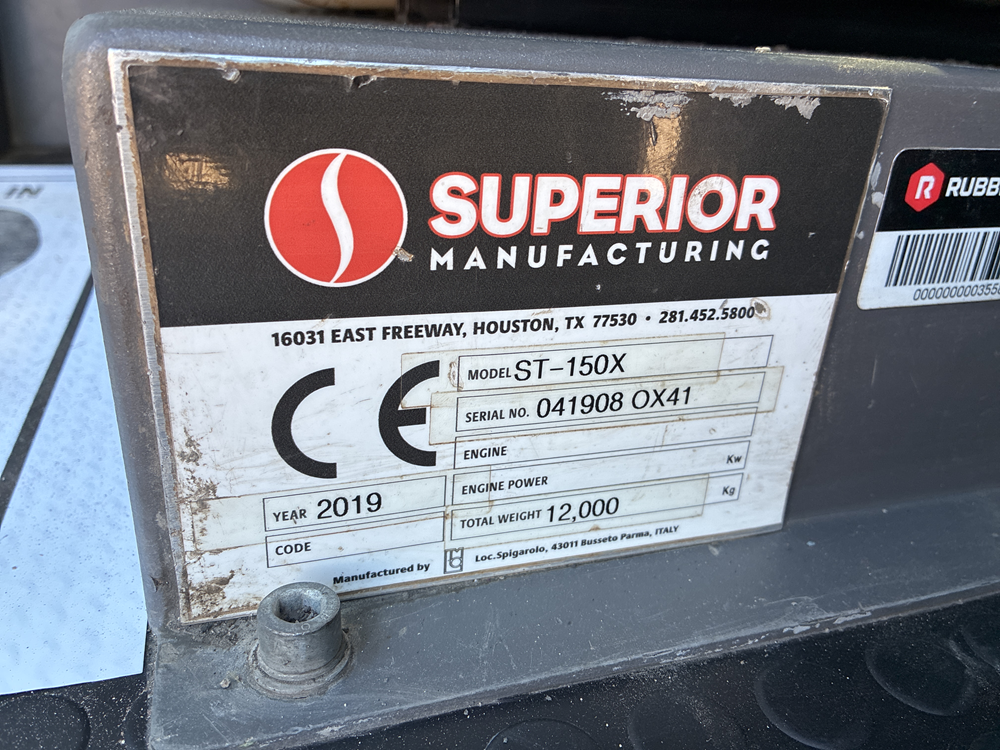 IN
SUPERIOR
MANUFACTURING
16031 EAST FREEWAY, HOUSTON, TX 77530 • 281.452.5800
CE
MODEL ST-150X
SERIAL NO. 041908 OX41
ENGINE
ENGINE POWER Kw
YEAR 2019
TOTAL WEIGHT 12,000 Kg
CODE
Manufactured by
Loc.Spigarolo, 43011 Busseto Parma, ITALY
R